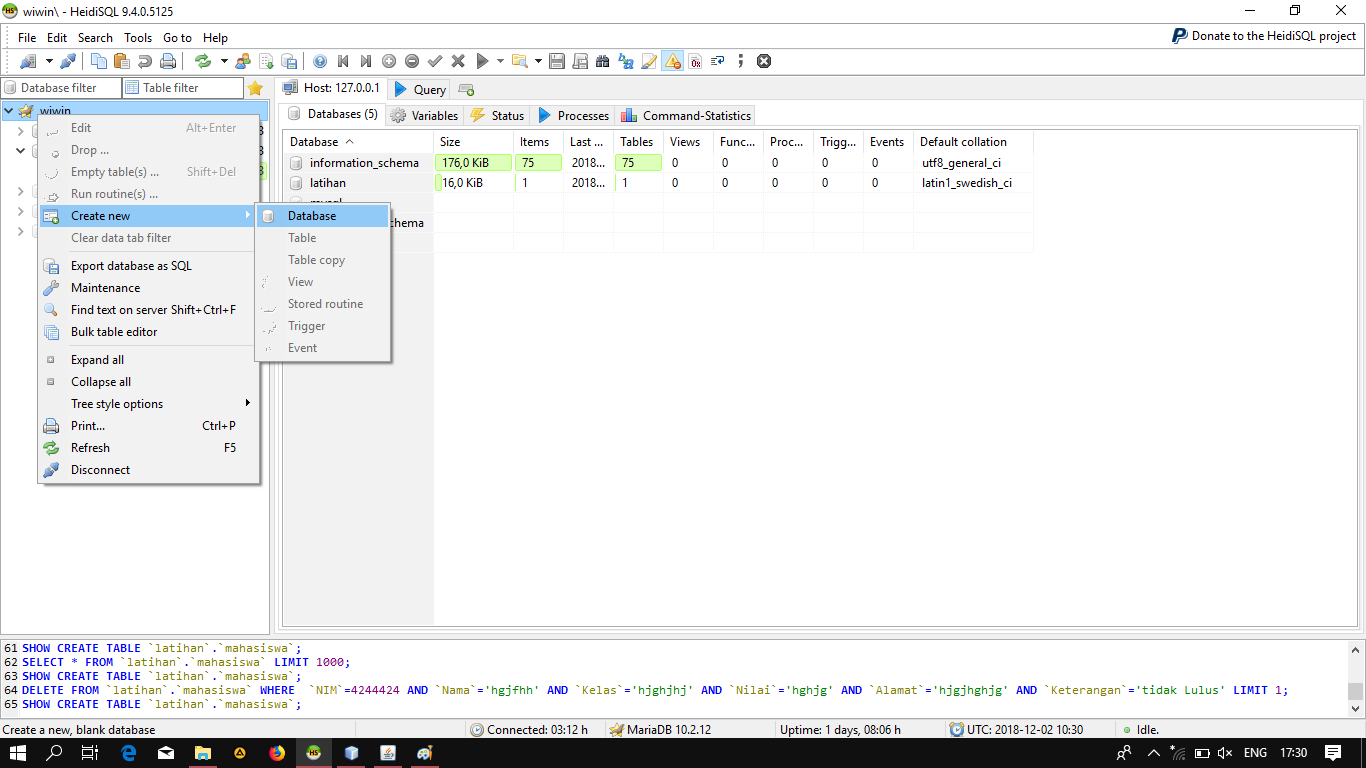 wiwin\ - HeidiSQL 9.4.0.5125
File Edit Search Tools Go to Help
Donate to the HeidiSQL project
Database filter Table filter
Host: 127.0.0.1 Query
wiwin
Databases (5) Variables Status Processes Command-Statistics
Database Size Items Last ... Tables Views Func... Proc... Trigg... Events Default collation
information_schema 176,0 KiB 75 2018... 75 0 0 0 0 0 utf8_general_ci
latihan 16,0 KiB 1 2018... 1 0 0 0 0 0 latin1_swedish_ci
chema
Edit Alt+Enter
Drop ...
Empty table(s) ... Shift+Del
Run routine(s) ...
Create new
Clear data tab filter
Export database as SQL
Maintenance
Find text on server Shift+Ctrl+F
Bulk table editor
Expand all
Collapse all
Tree style options
Print... Ctrl+P
Refresh F5
Disconnect
Database
Table
Table copy
View
Stored routine
Trigger
Event
61 SHOW CREATE TABLE `latihan`.`mahasiswa`;
62 SELECT * FROM `latihan`.`mahasiswa` LIMIT 1000;
63 SHOW CREATE TABLE `latihan`.`mahasiswa`;
64 DELETE FROM `latihan`.`mahasiswa` WHERE  `NIM`=4244424 AND `Nama`='hgjfhh' AND `Kelas`='hjghjhj' AND `Nilai`='hghjg' AND `Alamat`='hjgjhghjg' AND `Keterangan`='tidak Lulus' LIMIT 1;
65 SHOW CREATE TABLE `latihan`.`mahasiswa`;
Create a new, blank database
Connected: 03:12 h
MariaDB 10.2.12
Uptime: 1 days, 08:06 h
UTC: 2018-12-02 10:30
Idle.
ENG 17:30